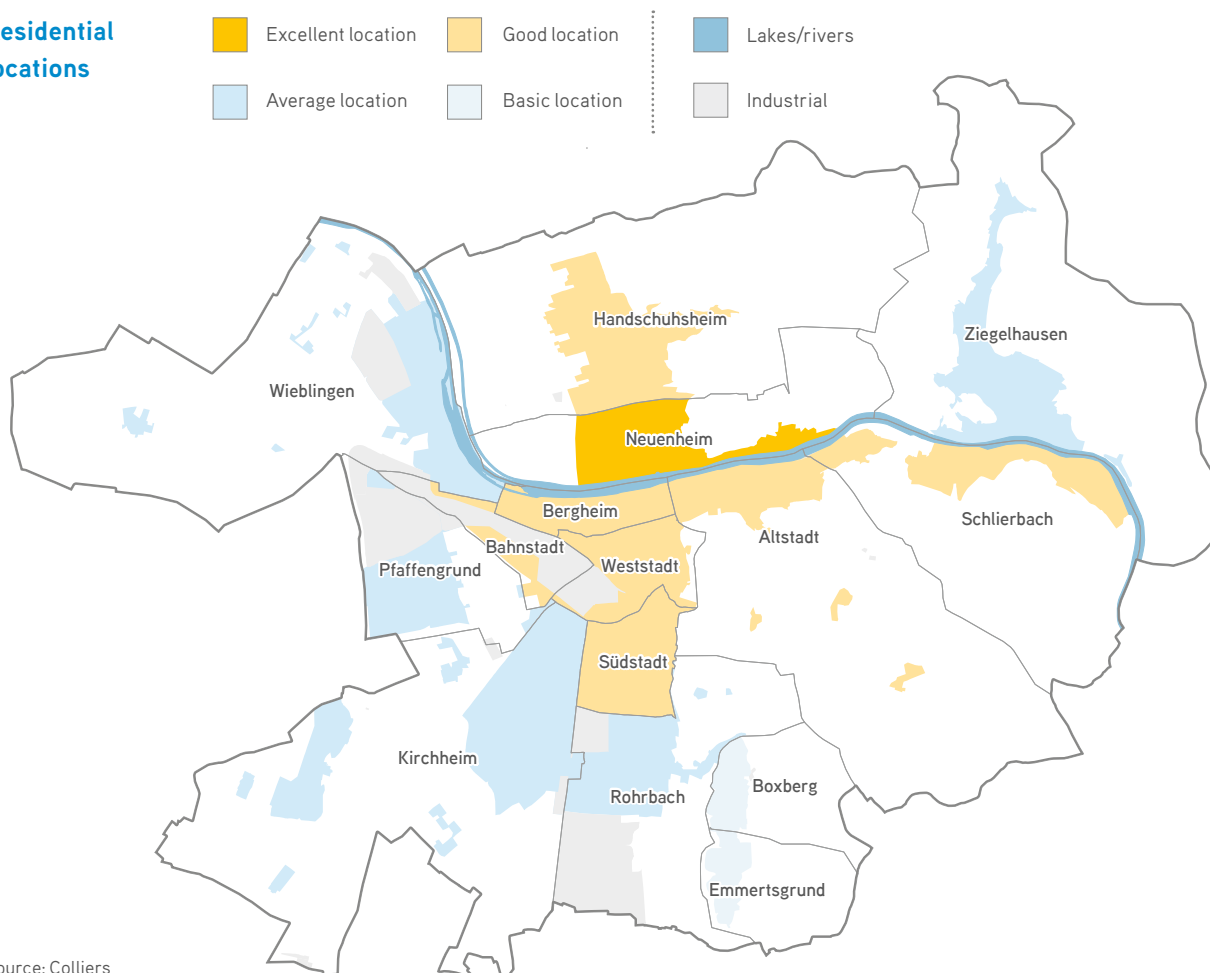 esidential
ocations
Excellent location
Good location
Lakes/rivers
Average location
Basic location
Industrial
Handschuhsheim
Ziegelhausen
Wieblingen
Neuenheim
Bergheim
Schlierbach
Altstadt
Bahnstadt
Weststadt
Pfaffengrund
Südstadt
Kirchheim
Boxberg
Rohrbach
Emmertsgrund
ource: Colliers